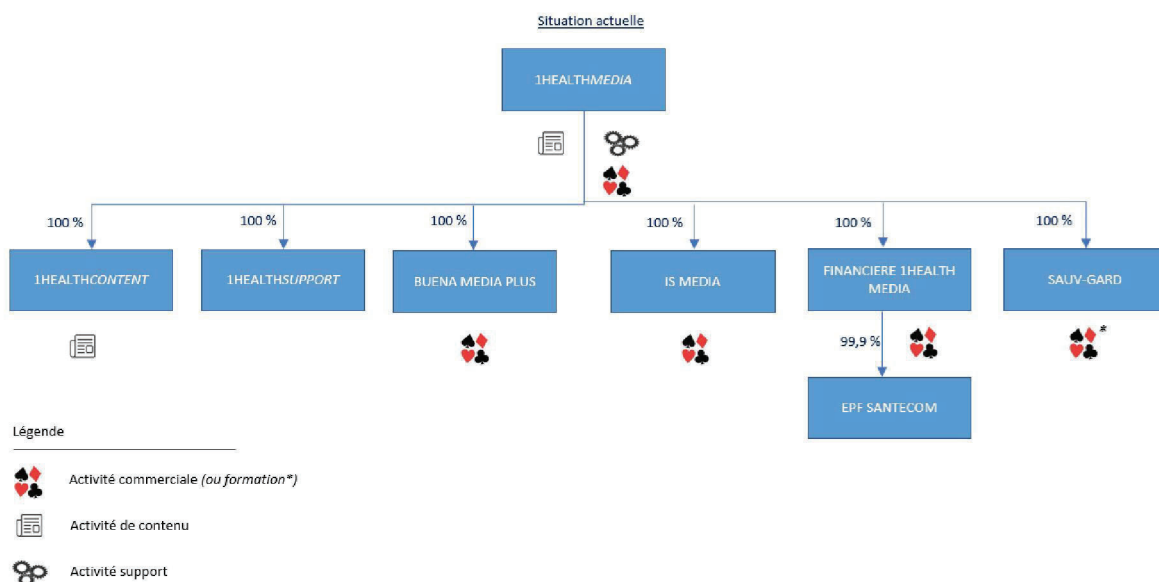 Situation actuelle
1HEALTHMEDIA
100 %
100 %
100 %
100 %
100 %
100 %
1HEALTHCONTENT
1HEALTHSUPPORT
BUENA MEDIA PLUS
IS MEDIA
FINANCIERE 1HEALTH
MEDIA
SAUV-GARD
*
99,9 %
EPF SANTECOM
Légende
Activité commerciale (ou formation*)
Activité de contenu
Activité support